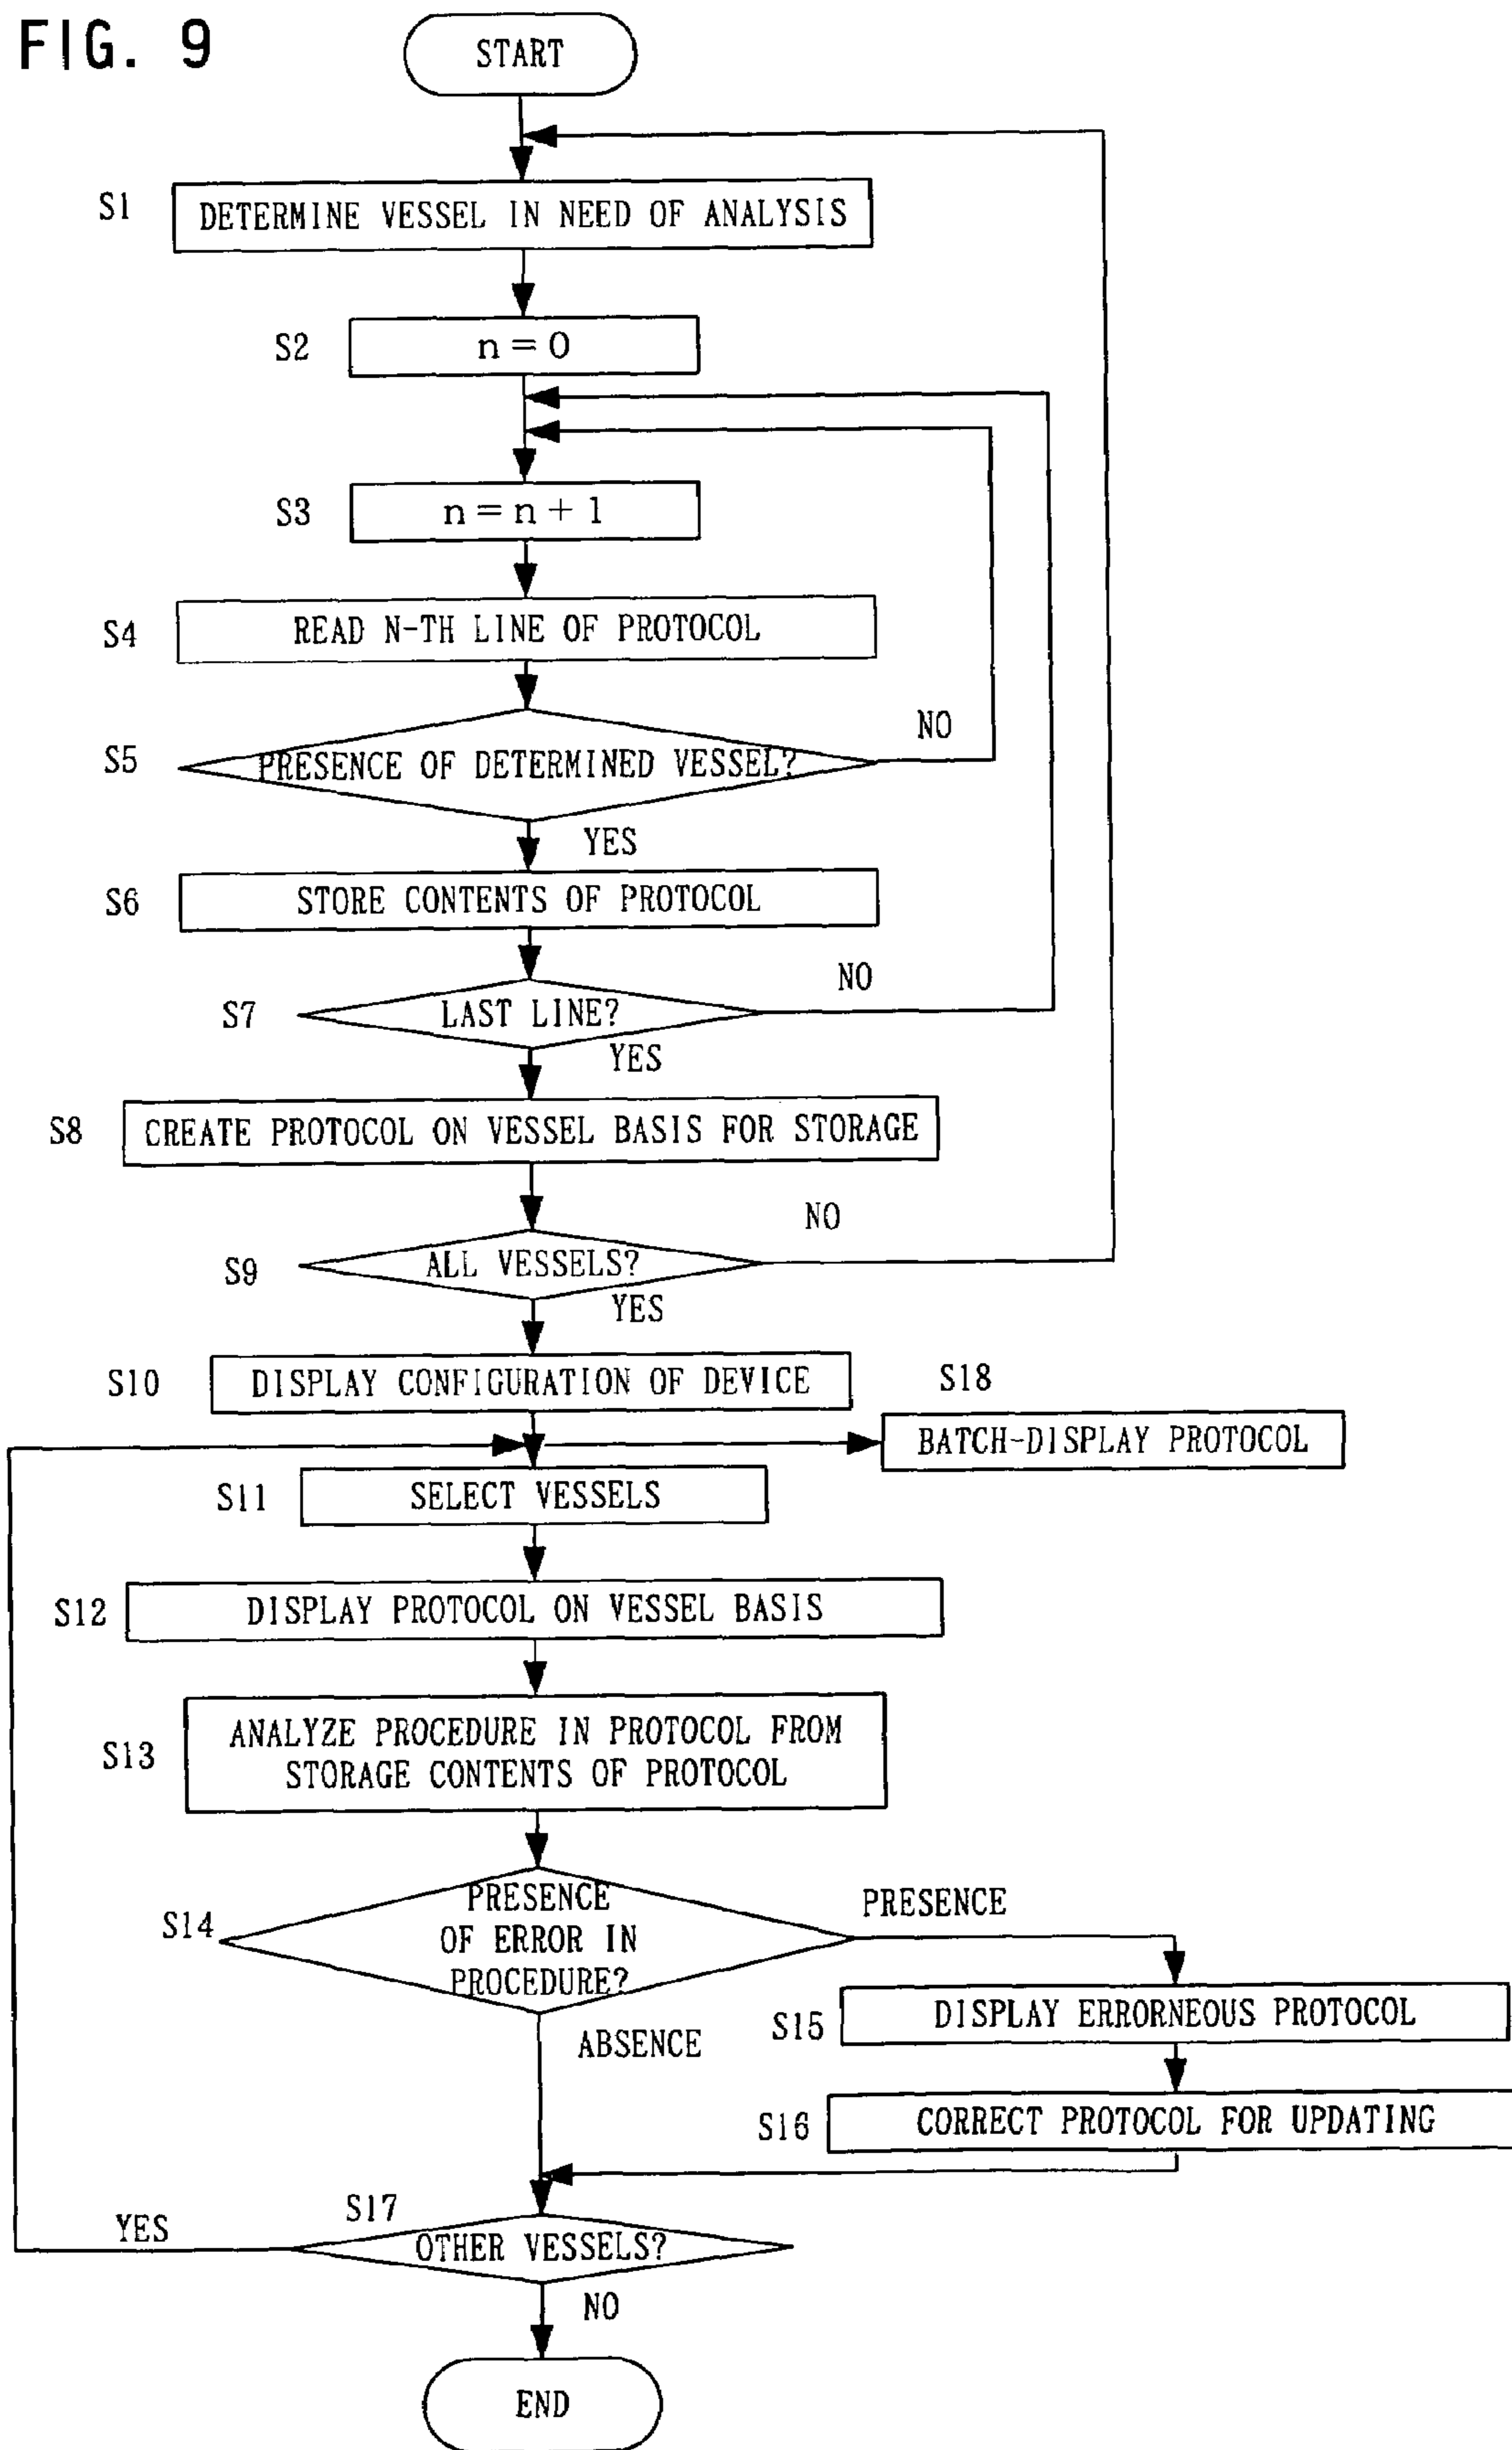 FIG. 9
START
S1
DETERMINE VESSEL IN NEED OF ANALYSIS
S2
n = 0
S3
n = n + 1
S4
READ N-TH LINE OF PROTOCOL
S5
PRESENCE OF DETERMINED VESSEL?
NO
YES
S6
STORE CONTENTS OF PROTOCOL
S7
LAST LINE?
NO
YES
S8
CREATE PROTOCOL ON VESSEL BASIS FOR STORAGE
S9
ALL VESSELS?
NO
YES
S10
DISPLAY CONFIGURATION OF DEVICE
S18
BATCH-DISPLAY PROTOCOL
S11
SELECT VESSELS
S12
DISPLAY PROTOCOL ON VESSEL BASIS
S13
ANALYZE PROCEDURE IN PROTOCOL FROM
STORAGE CONTENTS OF PROTOCOL
S14
PRESENCE
OF ERROR IN
PROCEDURE?
PRESENCE
ABSENCE
S15
DISPLAY ERRORNEOUS PROTOCOL
S16
CORRECT PROTOCOL FOR UPDATING
S17
OTHER VESSELS?
YES
NO
END